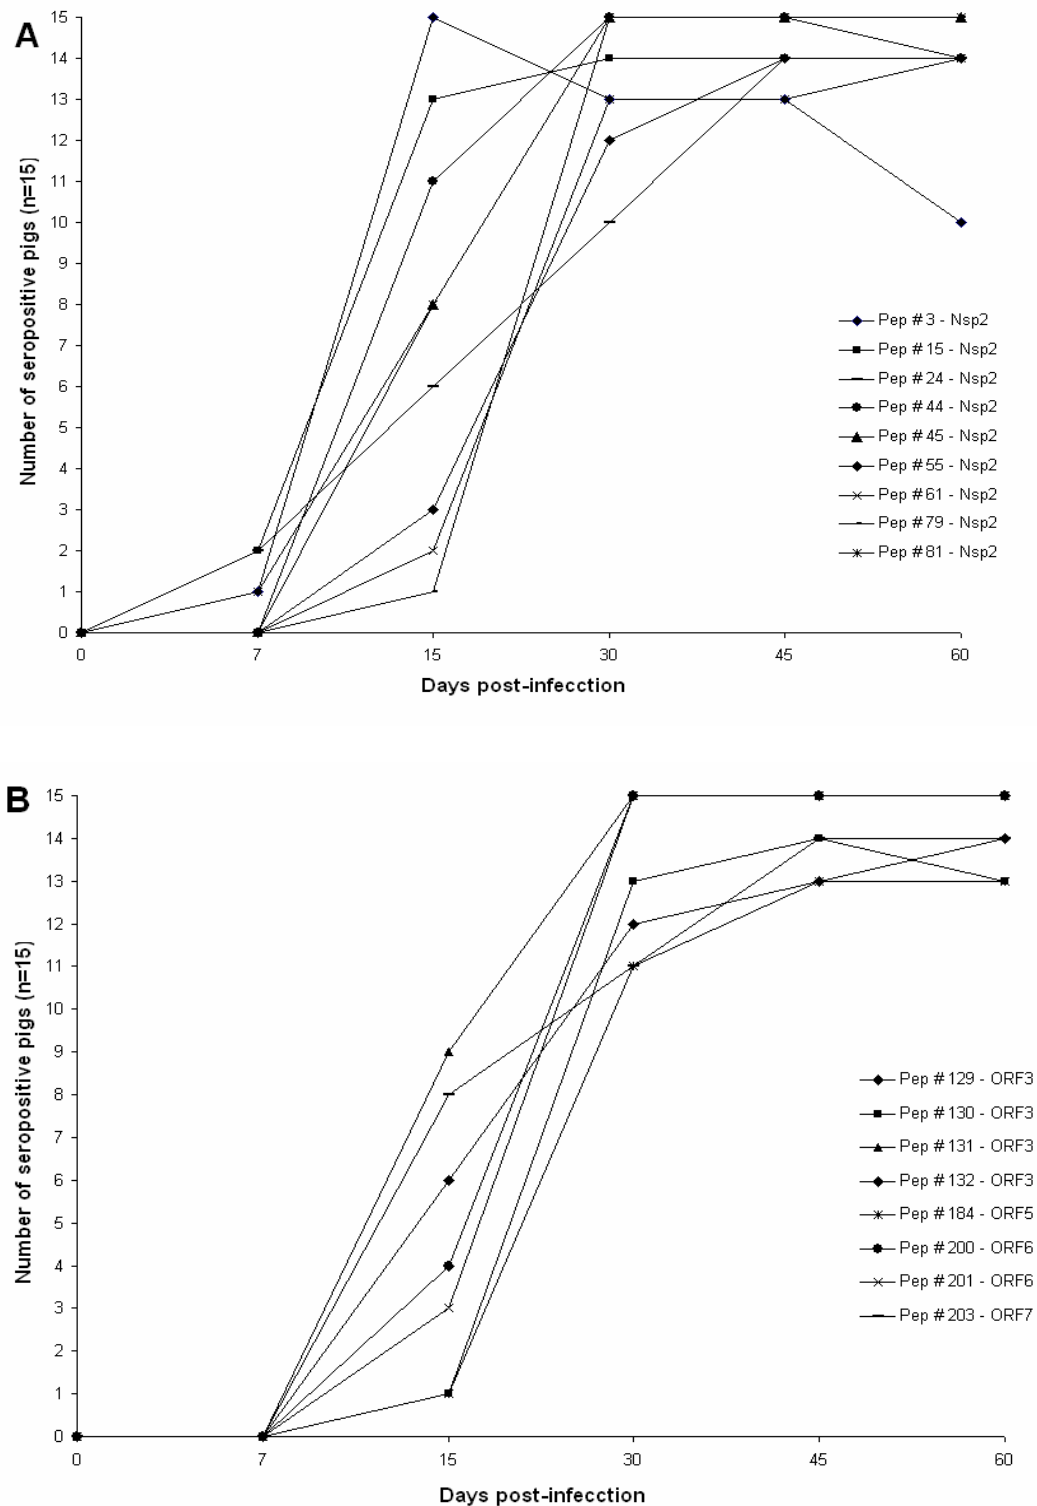 A
15
14
13
12
11
10
9
8
7
6
5
4
3
2
1
0
Number of seropositive pigs (n=15)
Pep # 3 - Nsp2
Pep # 15 - Nsp2
Pep # 24 - Nsp2
Pep # 44 - Nsp2
Pep # 45 - Nsp2
Pep # 55 - Nsp2
Pep # 61 - Nsp2
Pep # 79 - Nsp2
Pep # 81 - Nsp2
0 7 15 30 45 60
Days post-infecction
B
15
14
13
12
11
10
9
8
7
6
5
4
3
2
1
0
Number of seropositive pigs (n=15)
Pep # 129 - ORF3
Pep # 130 - ORF3
Pep # 131 - ORF3
Pep # 132 - ORF3
Pep # 184 - ORF5
Pep # 200 - ORF6
Pep # 201 - ORF6
Pep # 203 - ORF7
0 7 15 30 45 60
Days post-infecction